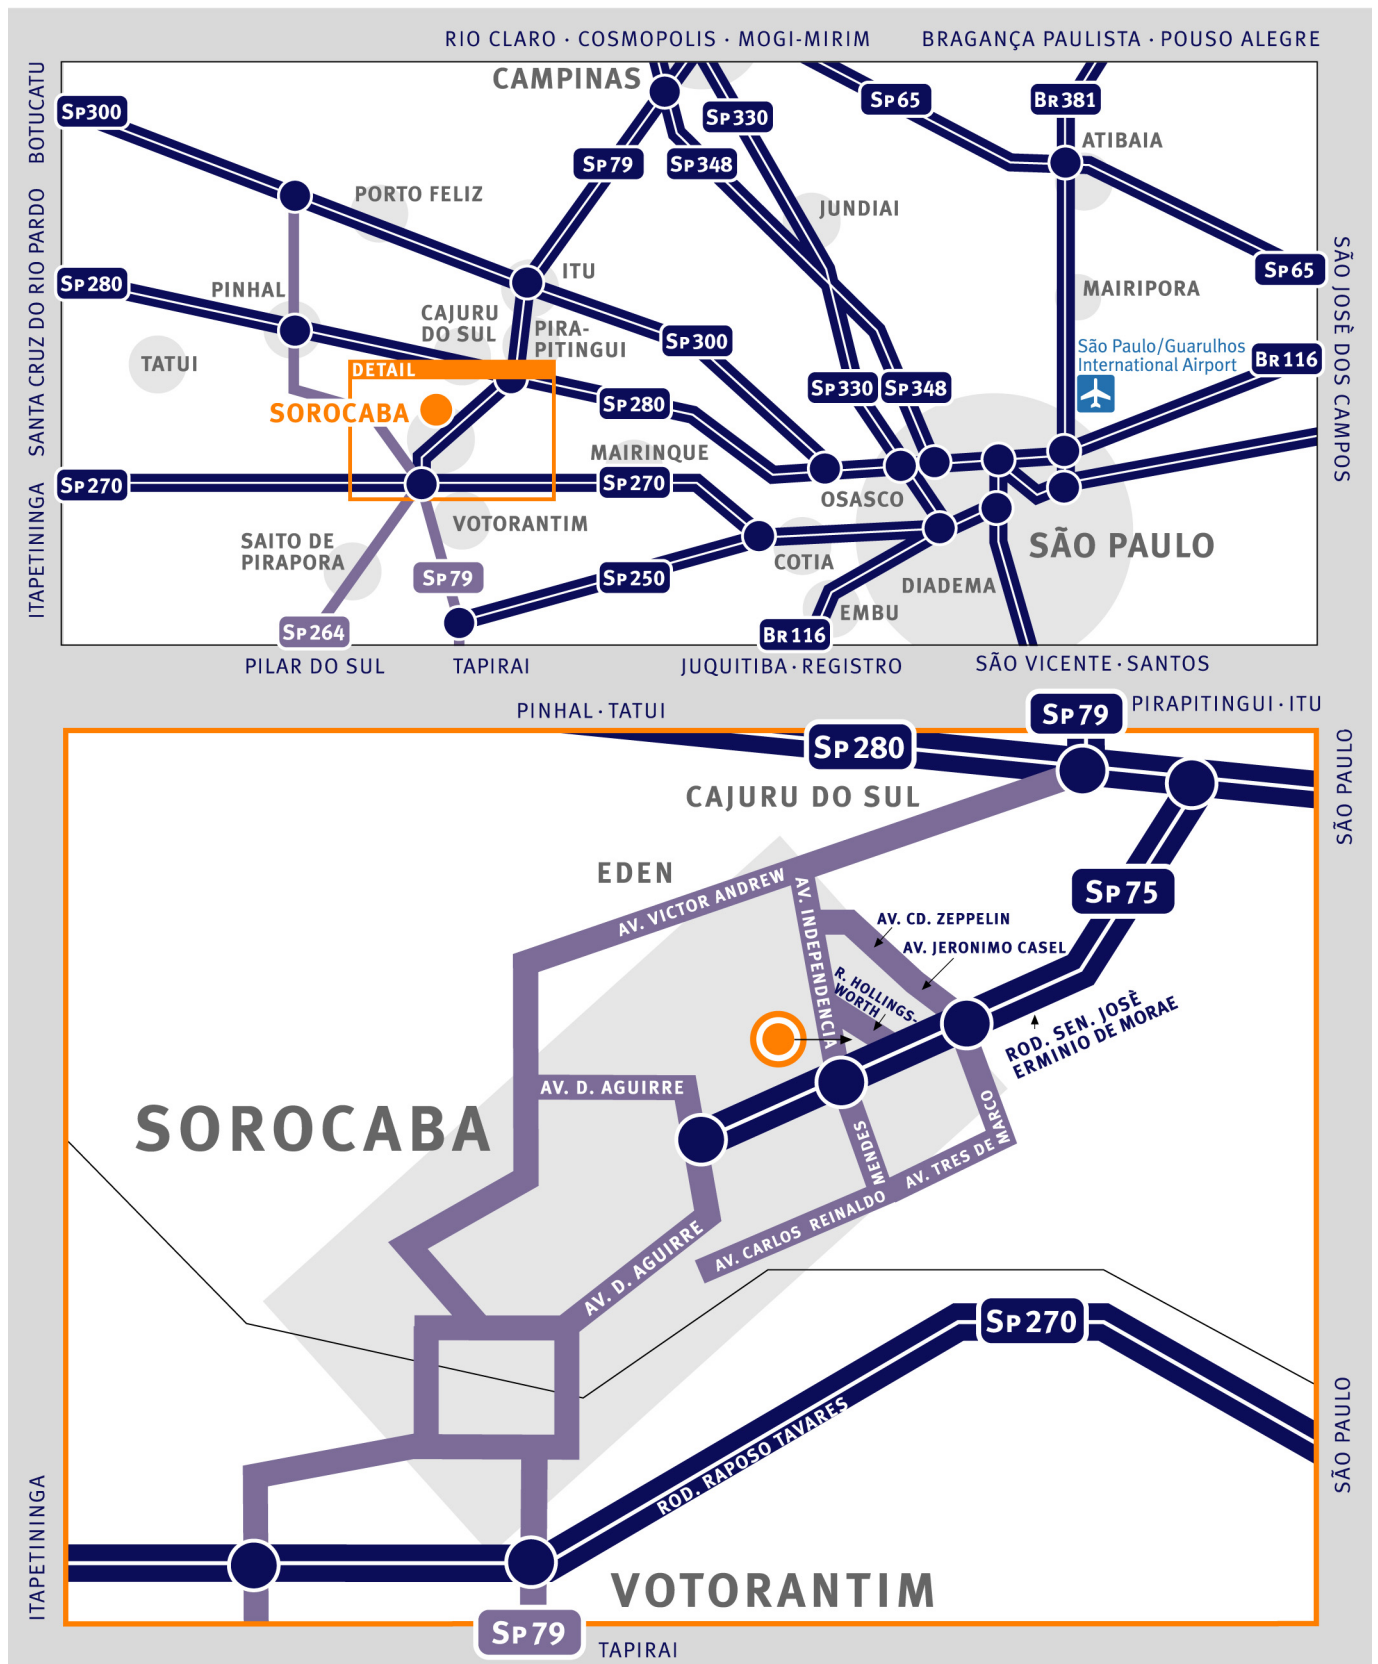 RIO CLARO · COSMOPOLIS · MOGI-MIRIM
BRAGANÇA PAULISTA · POUSO ALEGRE
BOTUCATU
SANTA CRUZ DO RIO PARDO
ITAPETININGA
SÃO JOSÈ DOS CAMPOS
CAMPINAS
SP300
SP79
SP348
SP330
SP65
BR381
ATIBAIA
PORTO FELIZ
JUNDIAI
SP65
SP280
PINHAL
ITU
CAJURU
DO SUL
PIRA-
PITINGUI
MAIRIPORA
SP300
São Paulo/Guarulhos
International Airport
BR116
TATUI
DETAIL
SOROCABA
SP280
SP330
SP348
MAIRINQUE
SP270
SP270
OSASCO
VOTORANTIM
SAITO DE
PIRAPORA
COTIA
SÃO PAULO
SP79
SP250
DIADEMA
EMBU
SP264
BR116
PILAR DO SUL
TAPIRAI
JUQUITIBA · REGISTRO
SÃO VICENTE · SANTOS
PINHAL · TATUI
SP79
PIRAPITINGUI · ITU
SP280
SÃO PAULO
CAJURU DO SUL
EDEN
AV. VICTOR ANDREW
AV. INDEPENDENCIA
SP75
AV. CD. ZEPPELIN
AV. JERONIMO CASEL
R. HOLLINGS-
WORTH
ROD. SEN. JOSÈ
ERMINIO DE MORAE
AV. D. AGUIRRE
SOROCABA
MENDES
MARCO
AV. TRES DE
AV. CARLOS REINALDO
AV. D. AGUIRRE
SP270
ROD. RAPOSO TAVARES
SÃO PAULO
ITAPETININGA
VOTORANTIM
SP79
TAPIRAI